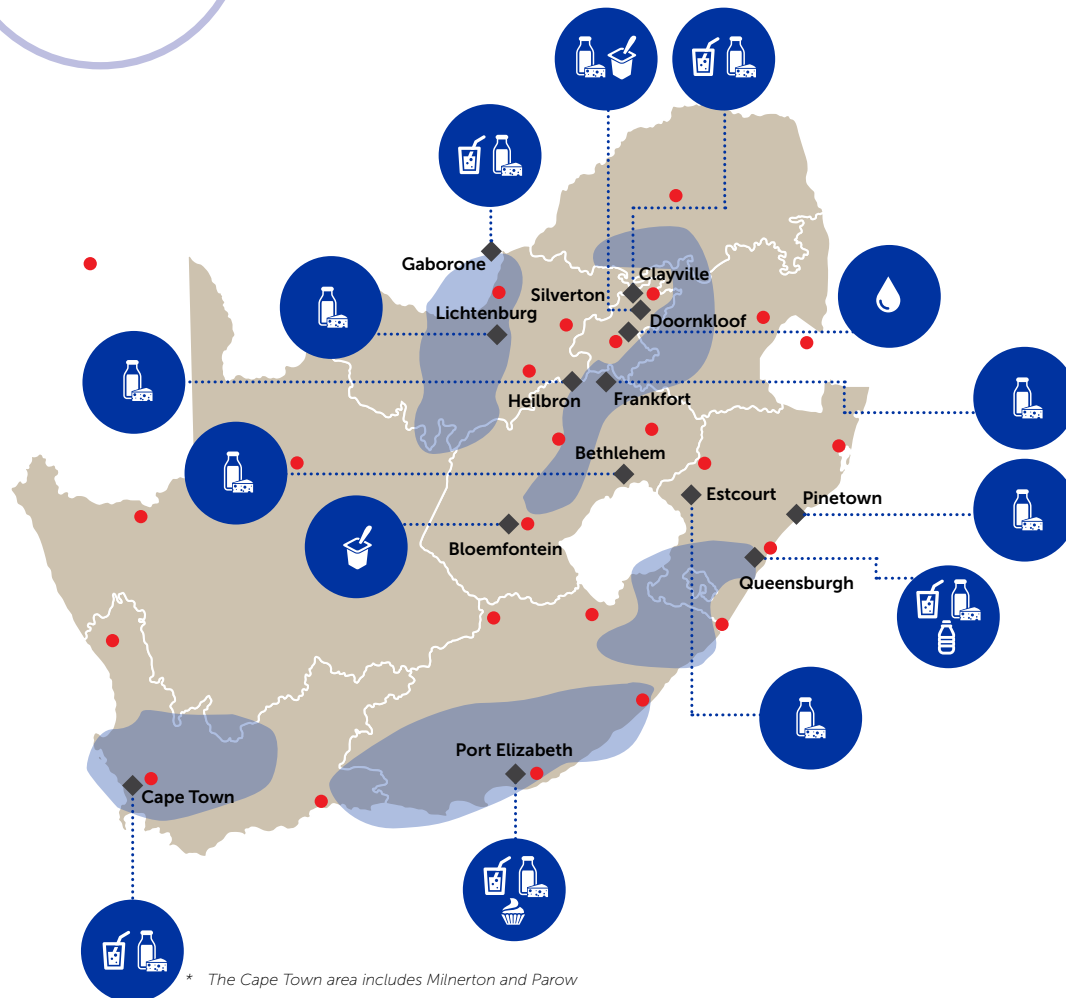 Gaborone
Clayville
Silverton
Lichtenburg
Doornkloof
Heilbron
Frankfort
Bethlehem
Estcourt
Pinetown
Bloemfontein
Queensburgh
Port Elizabeth
Cape Town
* The Cape Town area includes Milnerton and Parow